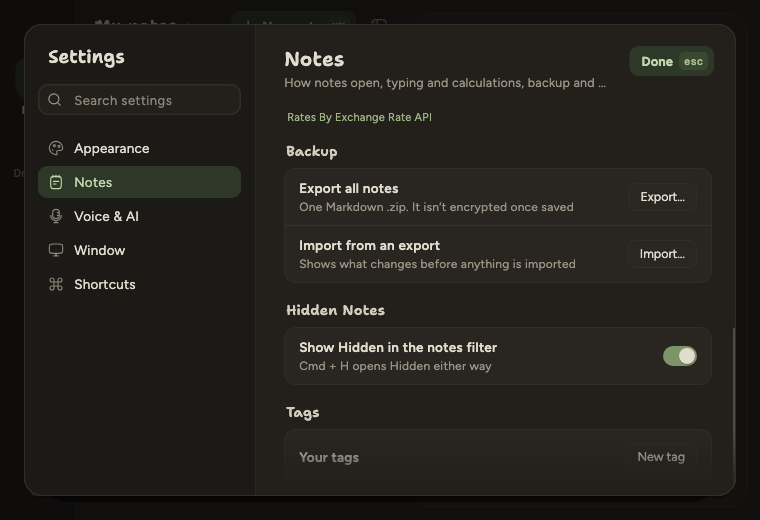 My notes
Settings
Search settings
Appearance
Notes
Voice & AI
Window
Shortcuts
Notes
How notes open, typing and calculations, backup and ...
Done esc
Rates By Exchange Rate API
Backup
Export all notes
One Markdown .zip. It isn't encrypted once saved
Export...
Import from an export
Shows what changes before anything is imported
Import...
Hidden Notes
Show Hidden in the notes filter
Cmd + H opens Hidden either way
Tags
Your tags
New tag